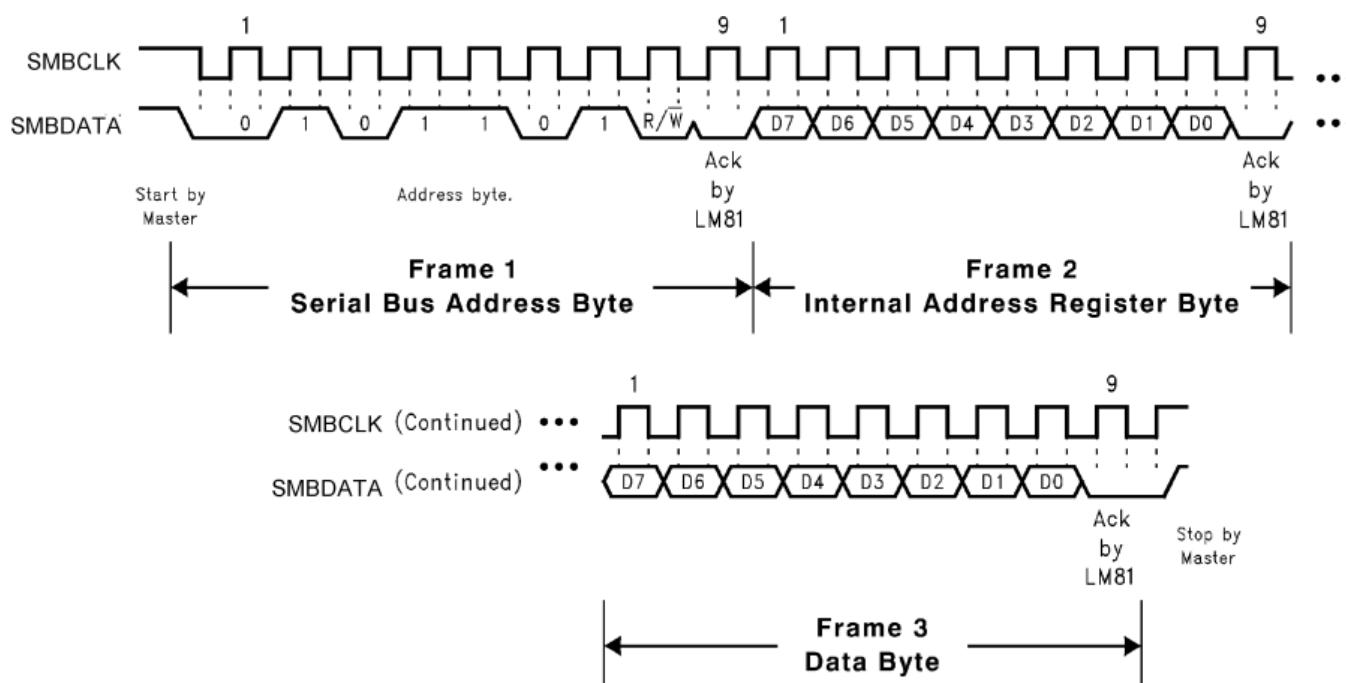 1 9 1 9
SMBCLK
SMBDATA 0 1 0 1 1 0 1 R/W̅ D7 D6 D5 D4 D3 D2 D1 D0
Start by
Master
Address byte.
Ack
by
LM81
Ack
by
LM81
Frame 1
Serial Bus Address Byte
Frame 2
Internal Address Register Byte
1 9
SMBCLK (Continued)
SMBDATA (Continued) D7 D6 D5 D4 D3 D2 D1 D0
Ack
by
LM81
Stop by
Master
Frame 3
Data Byte